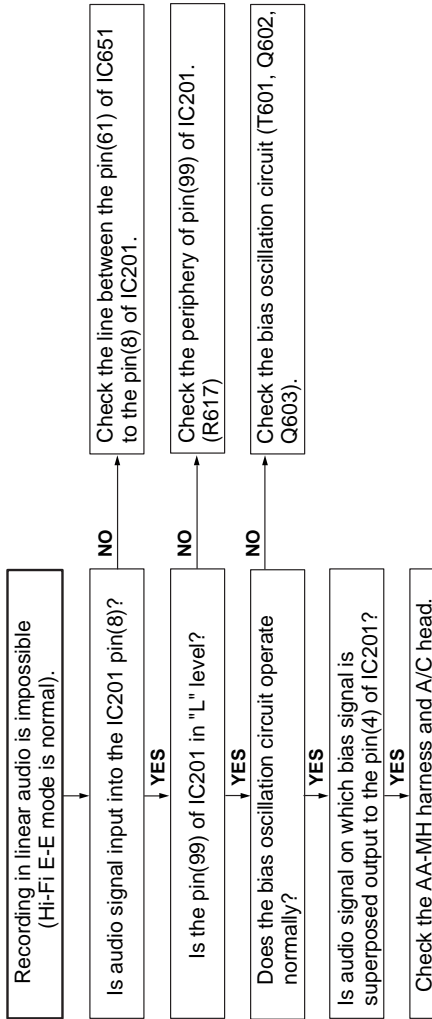 Recording in linear audio is impossible
(Hi-Fi E-E mode is normal).
Is audio signal input into the IC201 pin(8)?
NO
Check the line between the pin(61) of IC651
to the pin(8) of IC201.
YES
Is the pin(99) of IC201 in "L" level?
NO
Check the periphery of pin(99) of IC201.
(R617)
YES
Does the bias oscillation circuit operate
normally?
NO
Check the bias oscillation circuit (T601, Q602,
Q603).
YES
Is audio signal on which bias signal is
superposed output to the pin(4) of IC201?
YES
Check the AA-MH harness and A/C head.